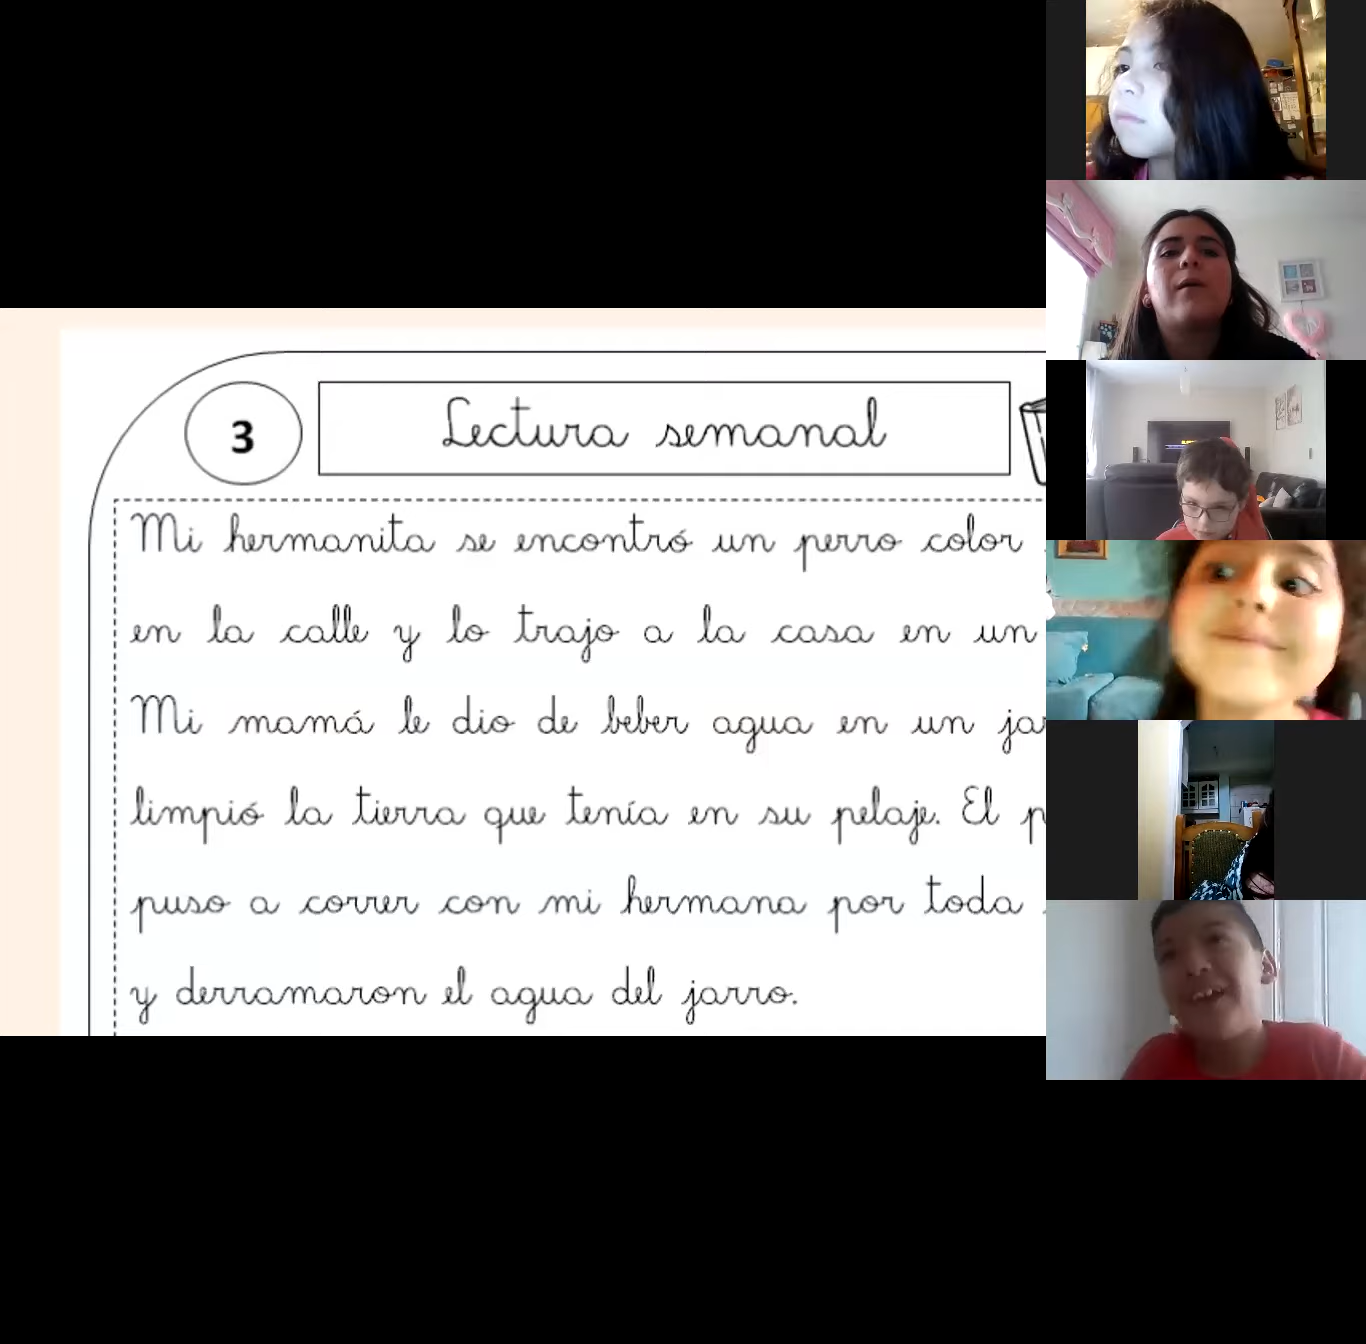 3
Lectura semanal
Mi hermanita se encontró un perro color
en la calle y lo trajo a la casa en un
Mi mamá le dio de beber agua en un
limpió la tierra que tenía en su pelaje. El
puso a correr con mi hermana por toda
y derramaron el agua del jarro.